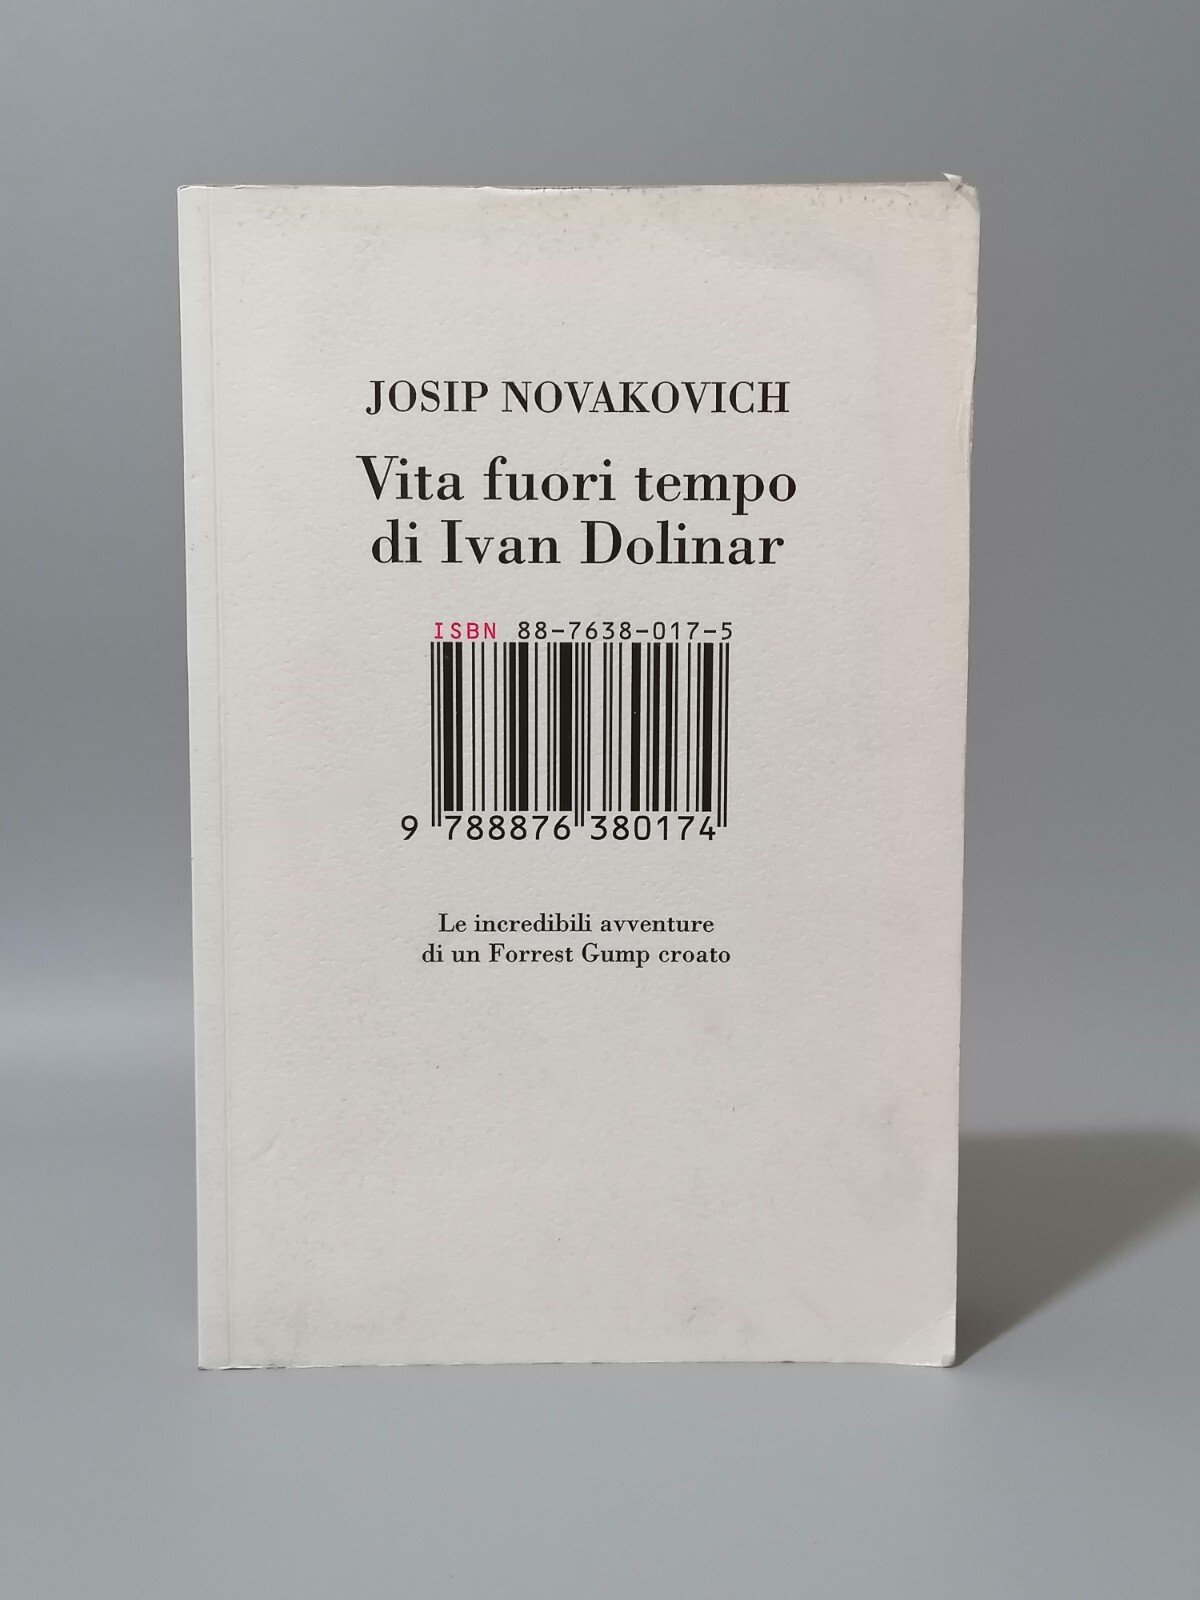 JOSIP NOVAKOVICH
Vita fuori tempo
di Ivan Dolinar
ISBN 88-7638-017-5
9 788876 380174
Le incredibili avventure
di un Forrest Gump croato